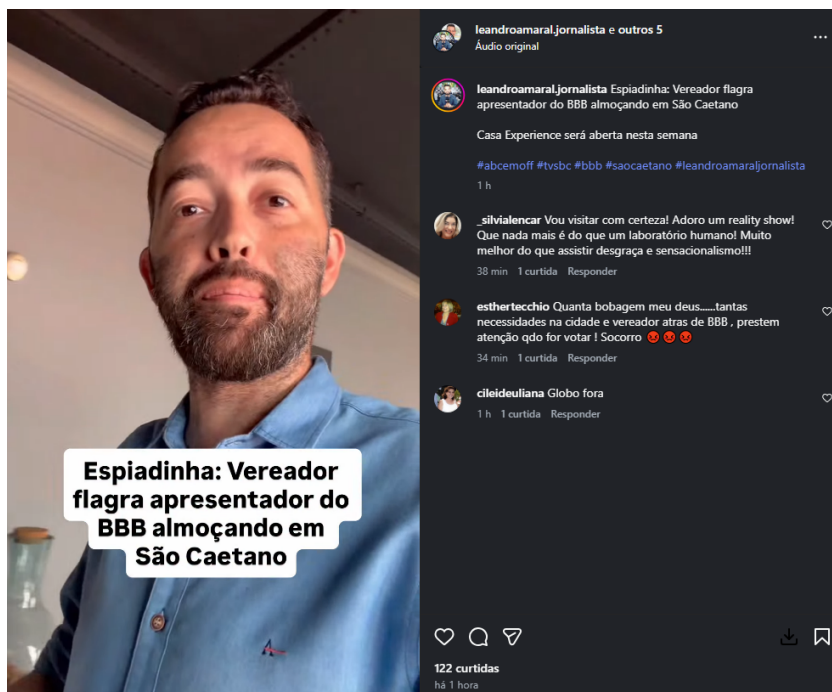 Espiadinha: Vereador
flagra apresentador do
BBB almoçando em
São Caetano
leandroamaral.jornalista e outros 5
Áudio original
leandroamaral.jornalista Espiadinha: Vereador flagra
apresentador do BBB almoçando em São Caetano
Casa Experience será aberta nesta semana
#abcemoff #tvsbc #bbb #saocaetano #leandroamaraljornalista
1 h
_silvialencar Vou visitar com certeza! Adoro um reality show!
Que nada mais é do que um laboratório humano! Muito
melhor do que assistir desgraça e sensacionalismo!!!
38 min 1 curtida Responder
esthertecchio Quanta bobagem meu deus......tantas
necessidades na cidade e vereador atras de BBB , prestem
atenção qdo for votar ! Socorro 😡 😡 😡
34 min 1 curtida Responder
cileideuliana Globo fora
1 h 1 curtida Responder
122 curtidas
há 1 hora